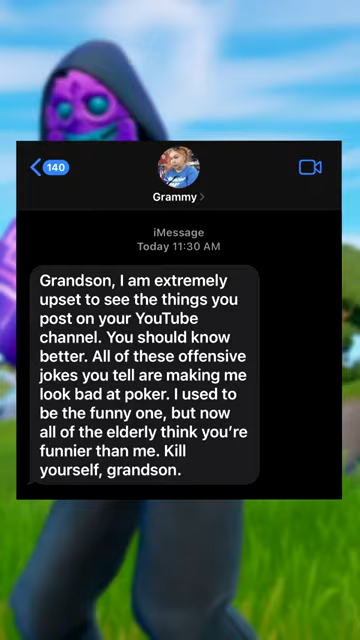 140
Grammy
iMessage
Today 11:30 AM
Grandson, I am extremely
upset to see the things you
post on your YouTube
channel. You should know
better. All of these offensive
jokes you tell are making me
look bad at poker. I used to
be the funny one, but now
all of the elderly think you’re
funnier than me. Kill
yourself, grandson.